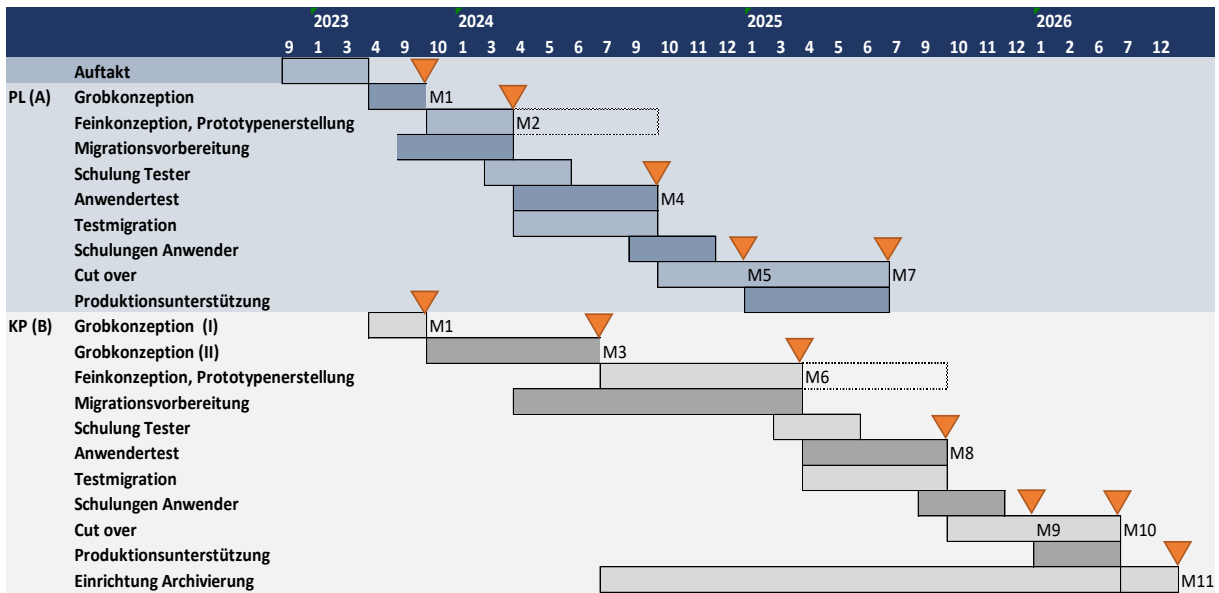 2023 2024 2025 2026
9 1 3 4 9 10 1 3 4 5 6 7 9 10 11 12 1 3 4 5 6 7 9 10 11 12 1 2 6 7 12
Auftakt
PL (A) Grobkonzeption M1
Feinkonzeption, Prototypenerstellung M2
Migrationsvorbereitung
Schulung Tester
Anwendertest M4
Testmigration
Schulungen Anwender
Cut over M5 M7
Produktionsunterstützung
KP (B) Grobkonzeption (I) M1
Grobkonzeption (II) M3
Feinkonzeption, Prototypenerstellung M6
Migrationsvorbereitung
Schulung Tester
Anwendertest M8
Testmigration
Schulungen Anwender
Cut over M9 M10
Produktionsunterstützung
Einrichtung Archivierung M11